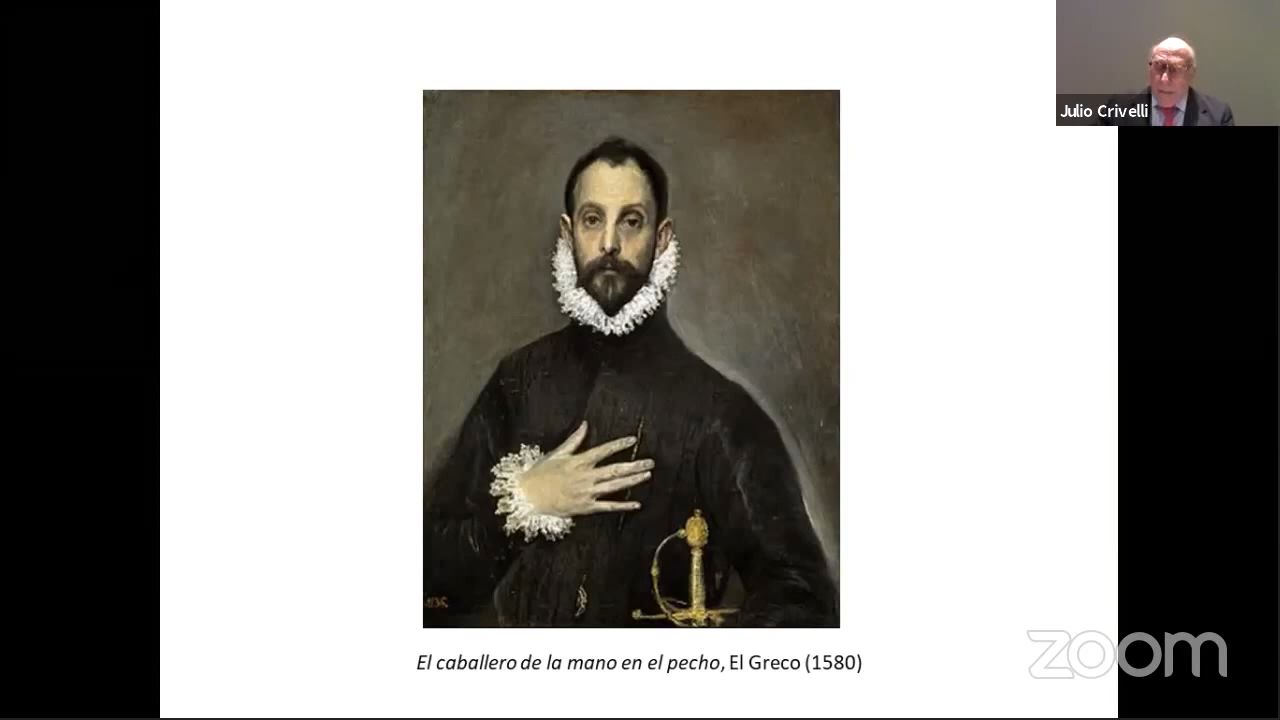 Julio Crivelli
El caballero de la mano en el pecho, El Greco (1580)
zoom